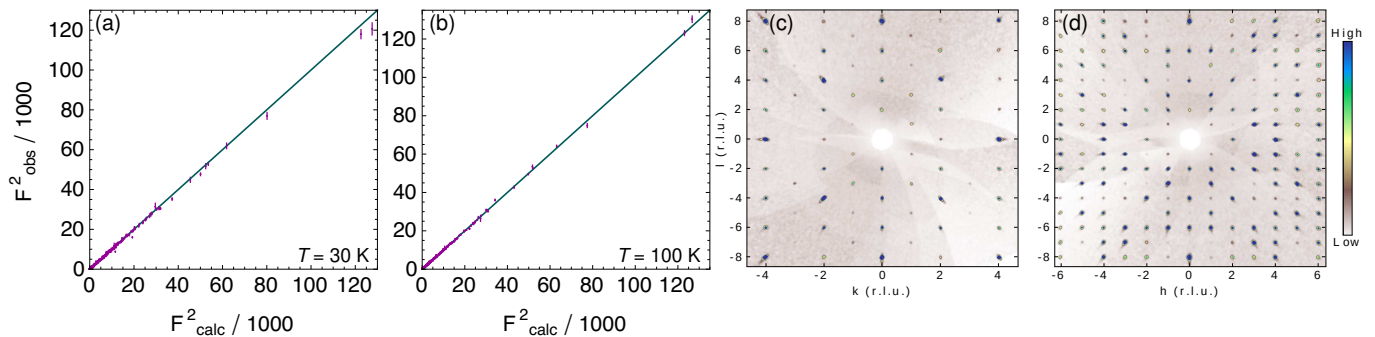 (a)
130
120
100
80
60
40
20
0
F²obs / 1000
T = 30 K
0 20 40 60 80 100 120
F²calc / 1000
(b)
120
100
80
60
40
20
0
T = 100 K
0 20 40 60 80 100 120
F²calc / 1000
(c)
8
6
4
2
0
-2
-4
-6
-8
l (r.l.u.)
-4 -2 0 2 4
k (r.l.u.)
(d)
8
6
4
2
0
-2
-4
-6
-8
-6 -4 -2 0 2 4 6
h (r.l.u.)
High
Low